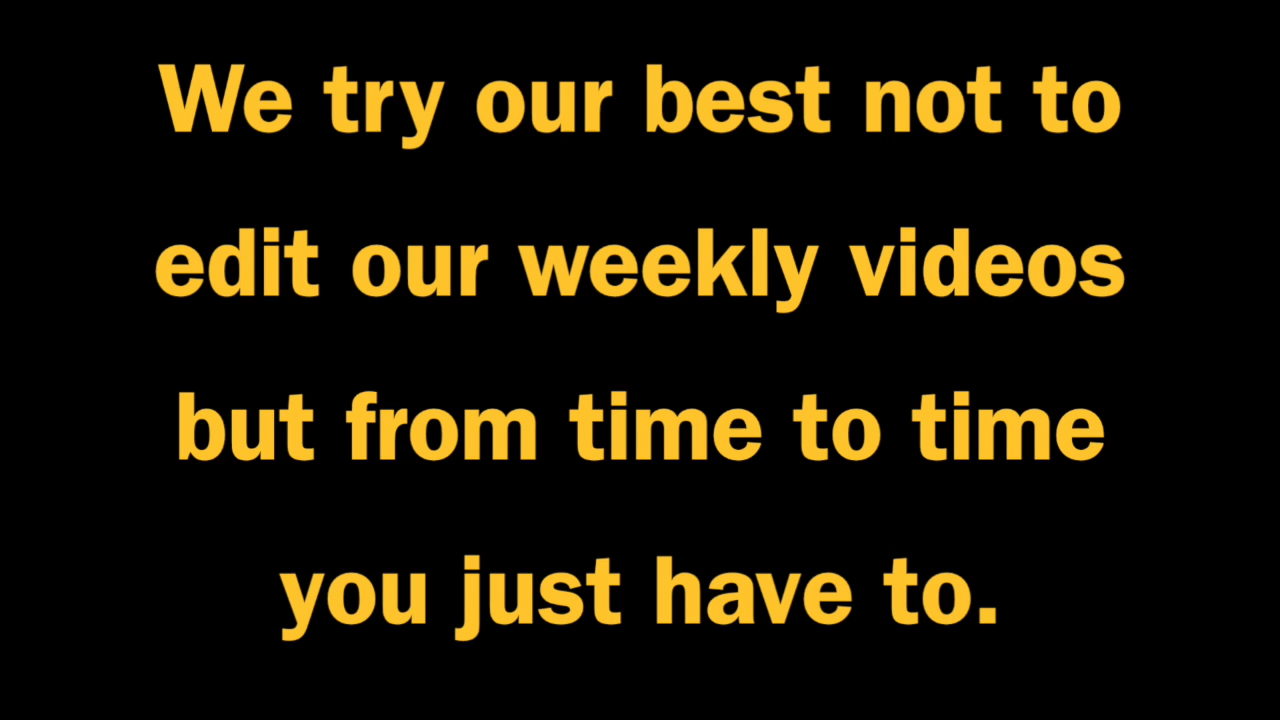 We try our best not to
edit our weekly videos
but from time to time
you just have to.